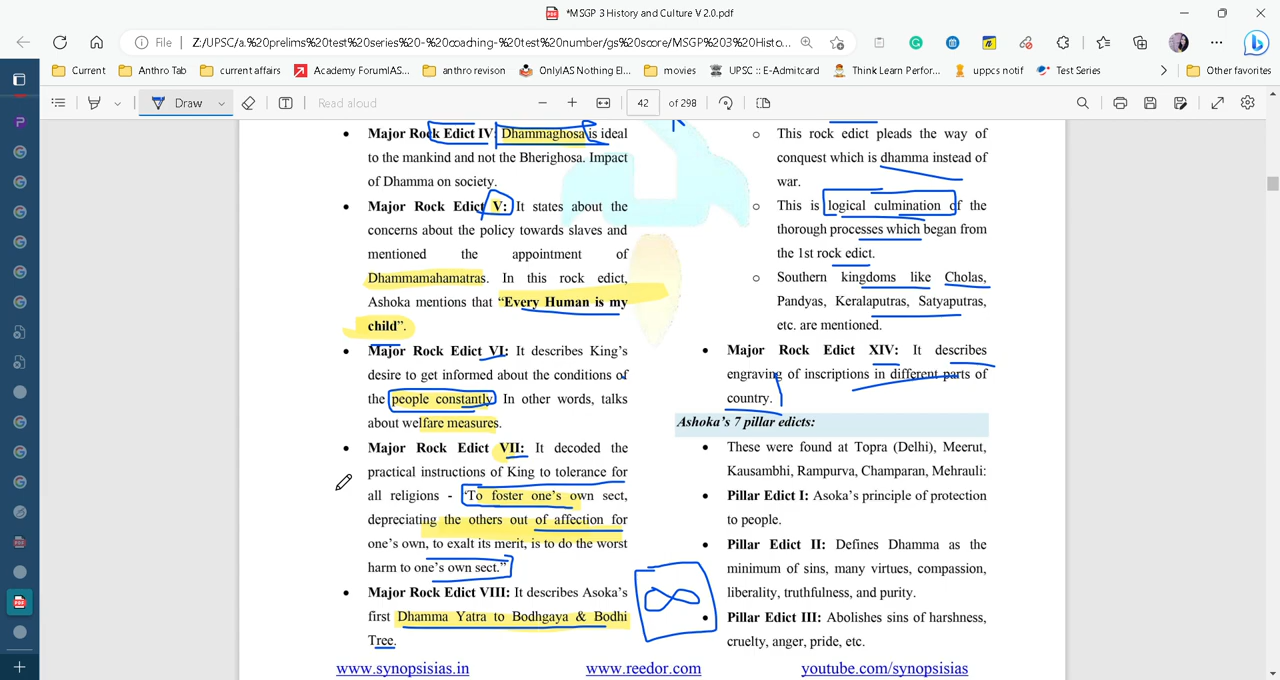 *MSGP 3 History and Culture V 2.0.pdf
File
Z:/UPSC/a.%20prelims%20test%20series%20-%20coaching%20test%20number/gs%20score/MSGP%203%20Histo...
Current
Anthro Tab
current affairs
Academy ForumIAS...
anthro revison
OnlyIAS Nothing El...
movies
UPSC :: E-Admitcard
Think Learn Perfor...
uppcs notif
Test Series
Other favorites
Draw
Read aloud
42
of 298
• Major Rock Edict IV: Dhammaghosa is ideal
to the mankind and not the Bherighosa. Impact
of Dhamma on society.
• Major Rock Edict V: It states about the
concerns about the policy towards slaves and
mentioned the appointment of
Dhammamahamatras. In this rock edict,
Ashoka mentions that “Every Human is my
child”.
• Major Rock Edict VI: It describes King’s
desire to get informed about the conditions of
the people constantly. In other words, talks
about welfare measures.
• Major Rock Edict VII: It decoded the
practical instructions of King to tolerance for
all religions - “To foster one’s own sect,
depreciating the others out of affection for
one’s own, to exalt its merit, is to do the worst
harm to one’s own sect.”
• Major Rock Edict VIII: It describes Asoka’s
first Dhamma Yatra to Bodhgaya & Bodhi
Tree.
o This rock edict pleads the way of
conquest which is dhamma instead of
war.
o This is logical culmination of the
thorough processes which began from
the 1st rock edict.
o Southern kingdoms like Cholas,
Pandyas, Keralaputras, Satyaputras,
etc. are mentioned.
• Major Rock Edict XIV: It describes
engraving of inscriptions in different parts of
country.
Ashoka’s 7 pillar edicts:
• These were found at Topra (Delhi), Meerut,
Kausambhi, Rampurva, Champaran, Mehrauli:
• Pillar Edict I: Asoka’s principle of protection
to people.
• Pillar Edict II: Defines Dhamma as the
minimum of sins, many virtues, compassion,
liberality, truthfulness, and purity.
• Pillar Edict III: Abolishes sins of harshness,
cruelty, anger, pride, etc.
www.synopsisias.in
www.reedor.com
youtube.com/synopsisias